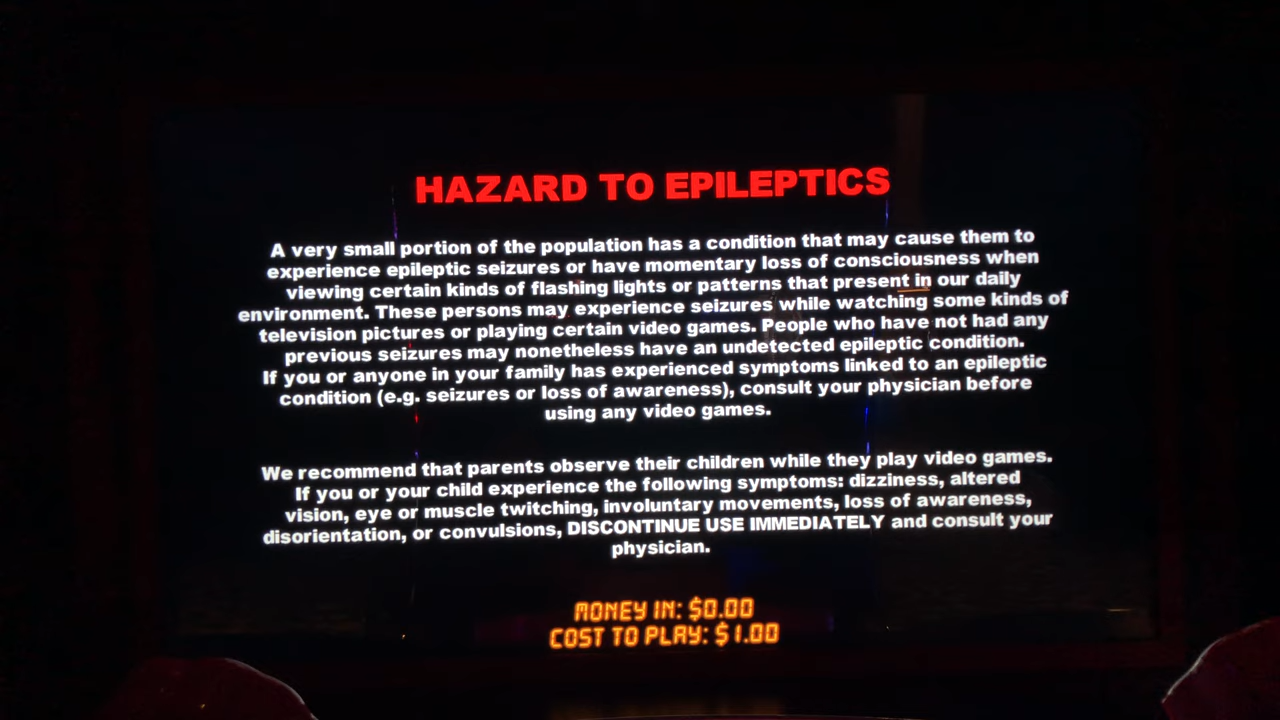 HAZARD TO EPILEPTICS
A very small portion of the population has a condition that may cause them to
experience epileptic seizures or have momentary loss of consciousness when
viewing certain kinds of flashing lights or patterns that present in our daily
environment. These persons may experience seizures while watching some kinds of
television pictures or playing certain video games. People who have not had any
previous seizures may nonetheless have an undetected epileptic condition.
If you or anyone in your family has experienced symptoms linked to an epileptic
condition (e.g. seizures or loss of awareness), consult your physician before
using any video games.
We recommend that parents observe their children while they play video games.
If you or your child experience the following symptoms: dizziness, altered
vision, eye or muscle twitching, involuntary movements, loss of awareness,
disorientation, or convulsions, DISCONTINUE USE IMMEDIATELY and consult your
physician.
MONEY IN: $0.00
COST TO PLAY: $1.00